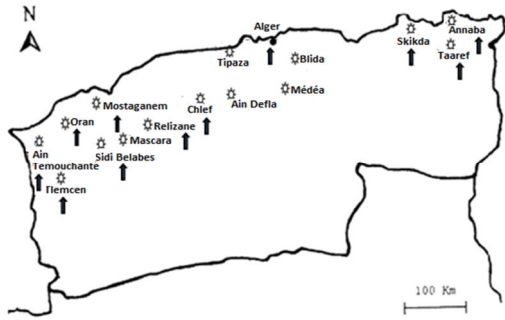 N
Alger
Annaba
Skikda
Taaref
Tipaza
Blida
Médéa
Ain Defla
Chlef
Mostaganem
Oran
Relizane
Mascara
Sidi Belabes
Ain
Temouchante
Tlemcen
100 Km